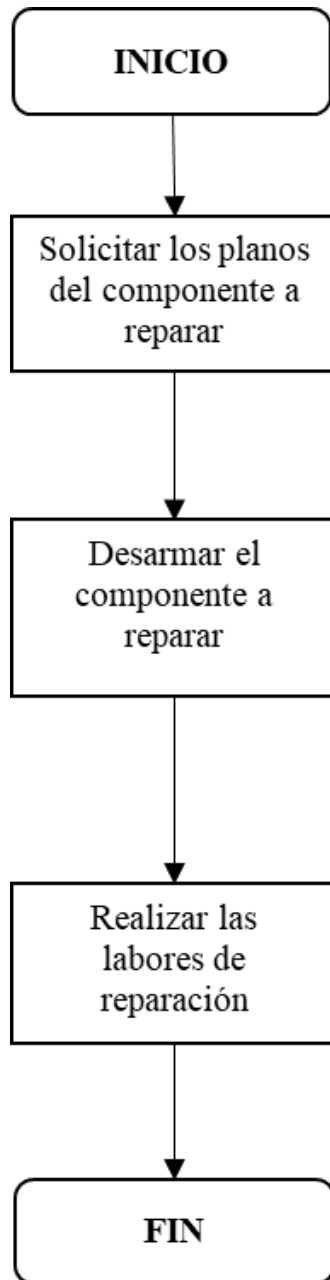 INICIO
Solicitar los planos
del componente a
reparar
Desarmar el
componente a
reparar
Realizar las
labores de
reparación
FIN